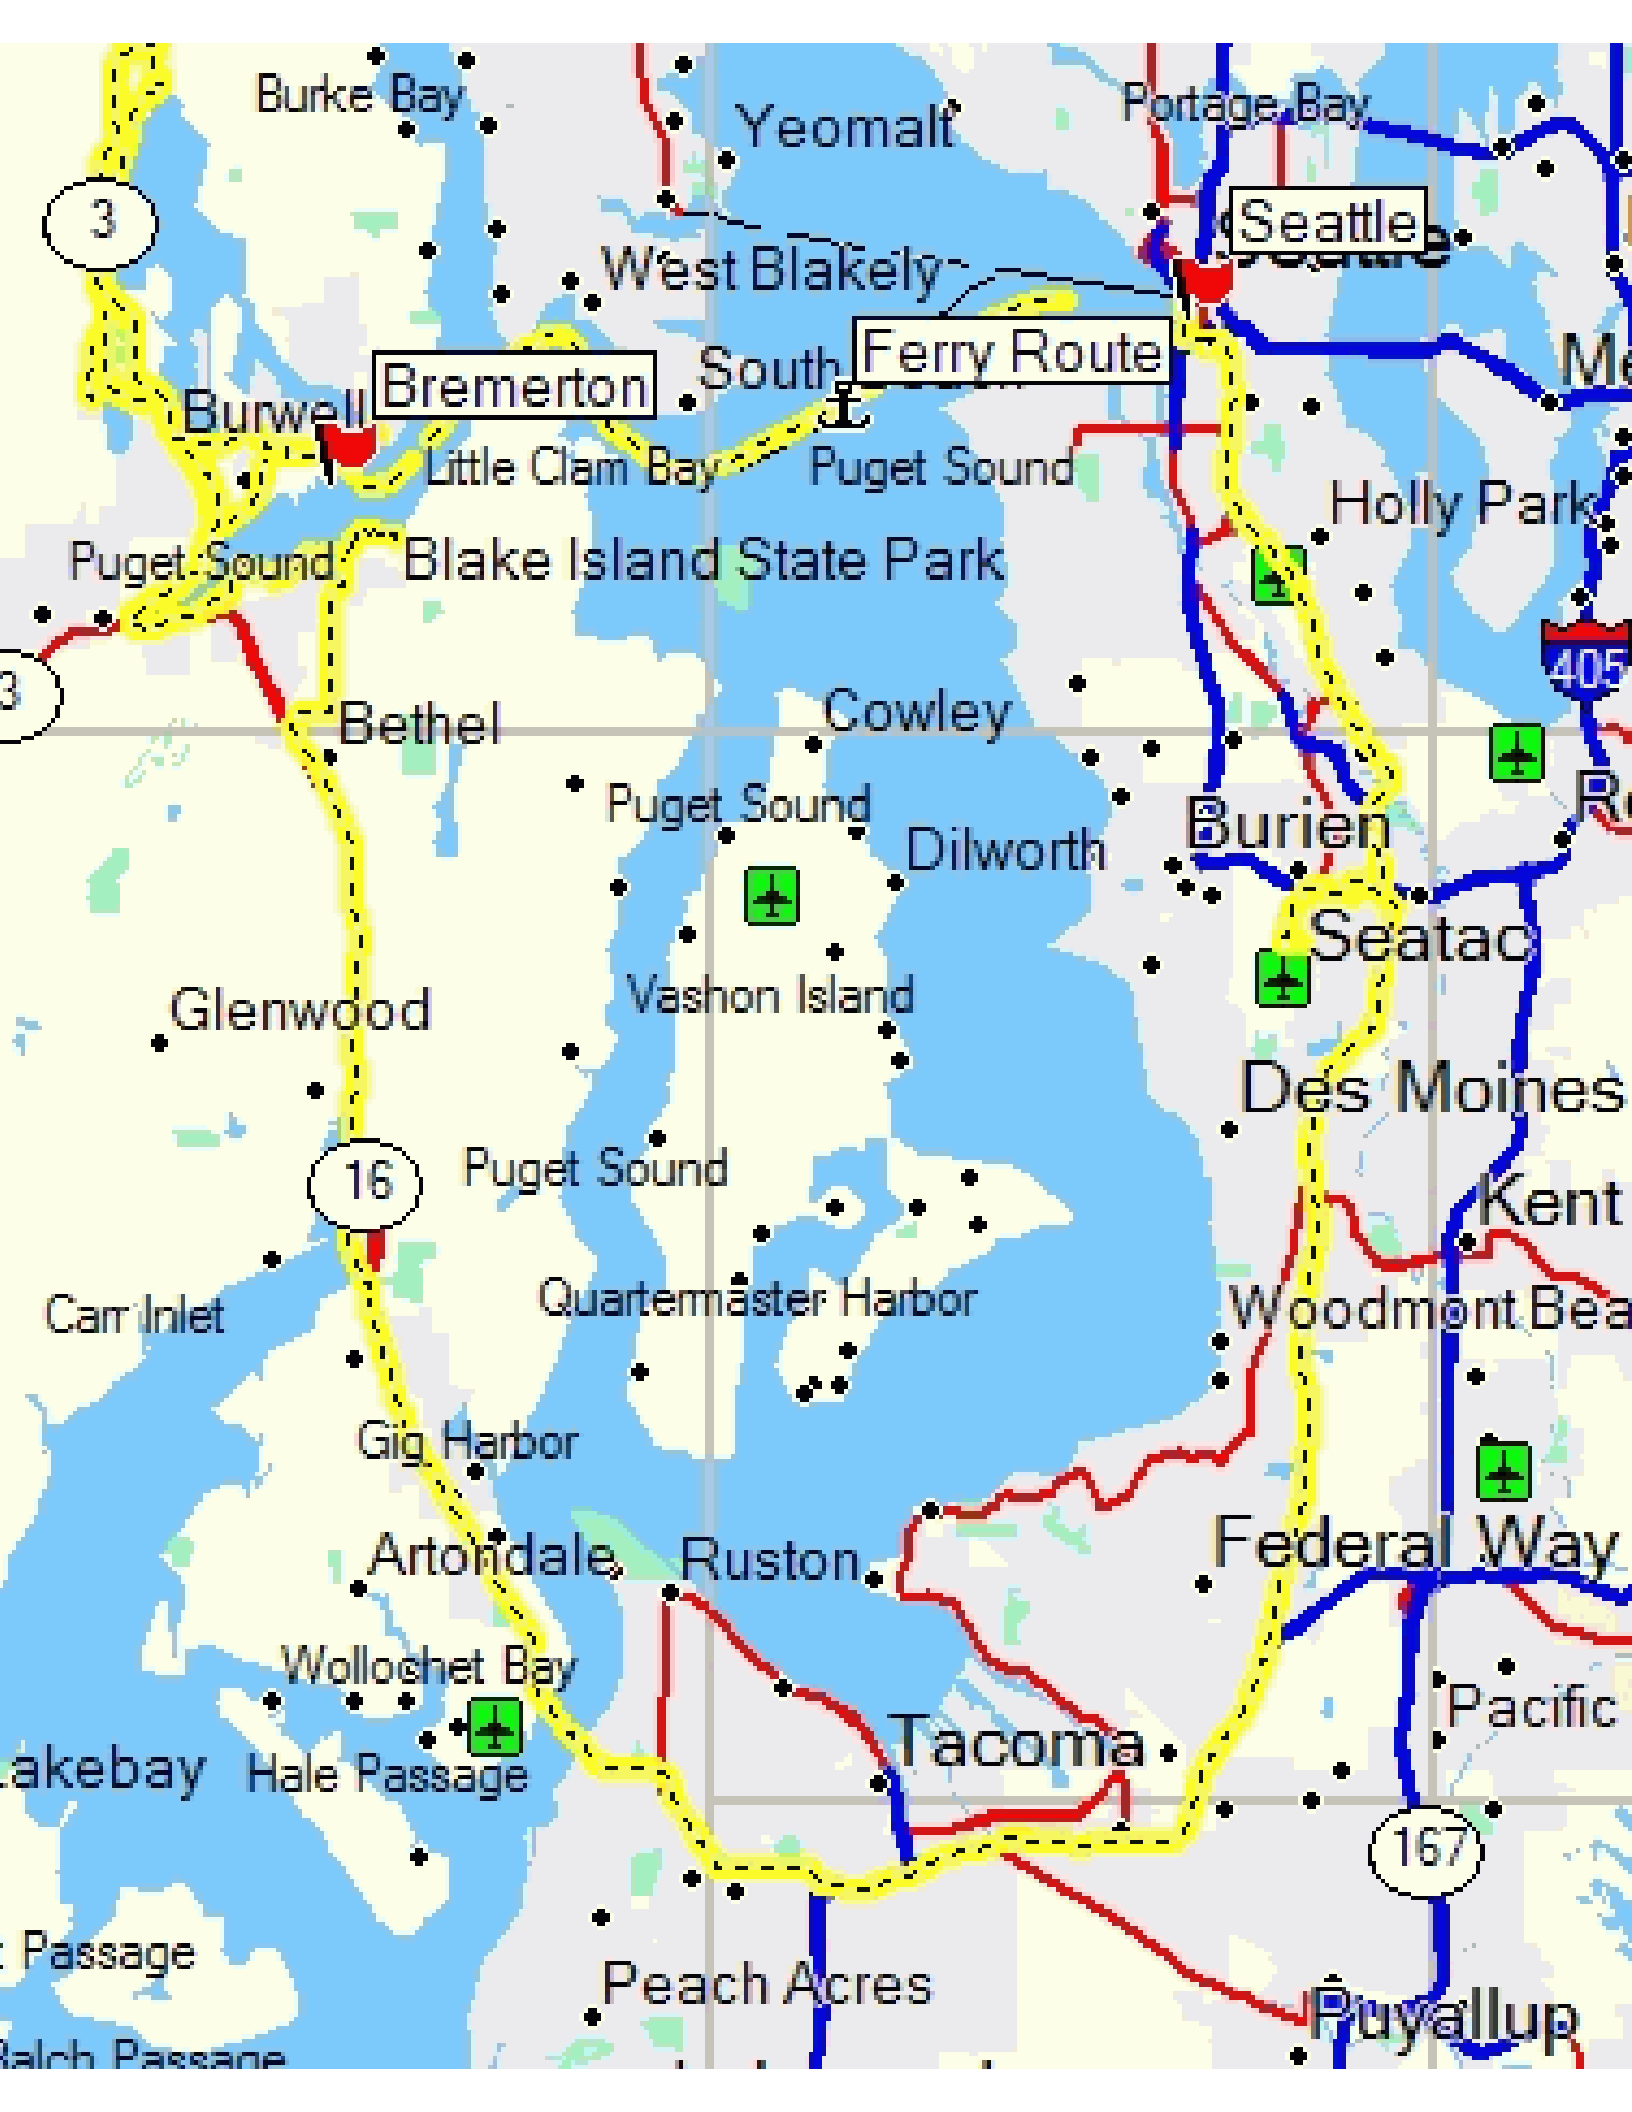 Burke Bay
Portage Bay
Yeomalt
3
Seattle
West Blakely
Ferry Route
South
Bremerton
Burwell
Little Clam Bay
Puget Sound
Holly Park
Puget Sound
Blake Island State Park
405
3
Bethel
Cowley
Puget Sound
Burien
Dilworth
Seatac
Vashon Island
Glenwood
Des Moines
16
Puget Sound
Kent
Carr Inlet
Quartermaster Harbor
Woodmont Bea
Gig Harbor
Artondale
Ruston
Federal Way
Wollochet Bay
Pacific
Tacoma
akebay
Hale Passage
167
Passage
Peach Acres
Puyallup
Balch Passage